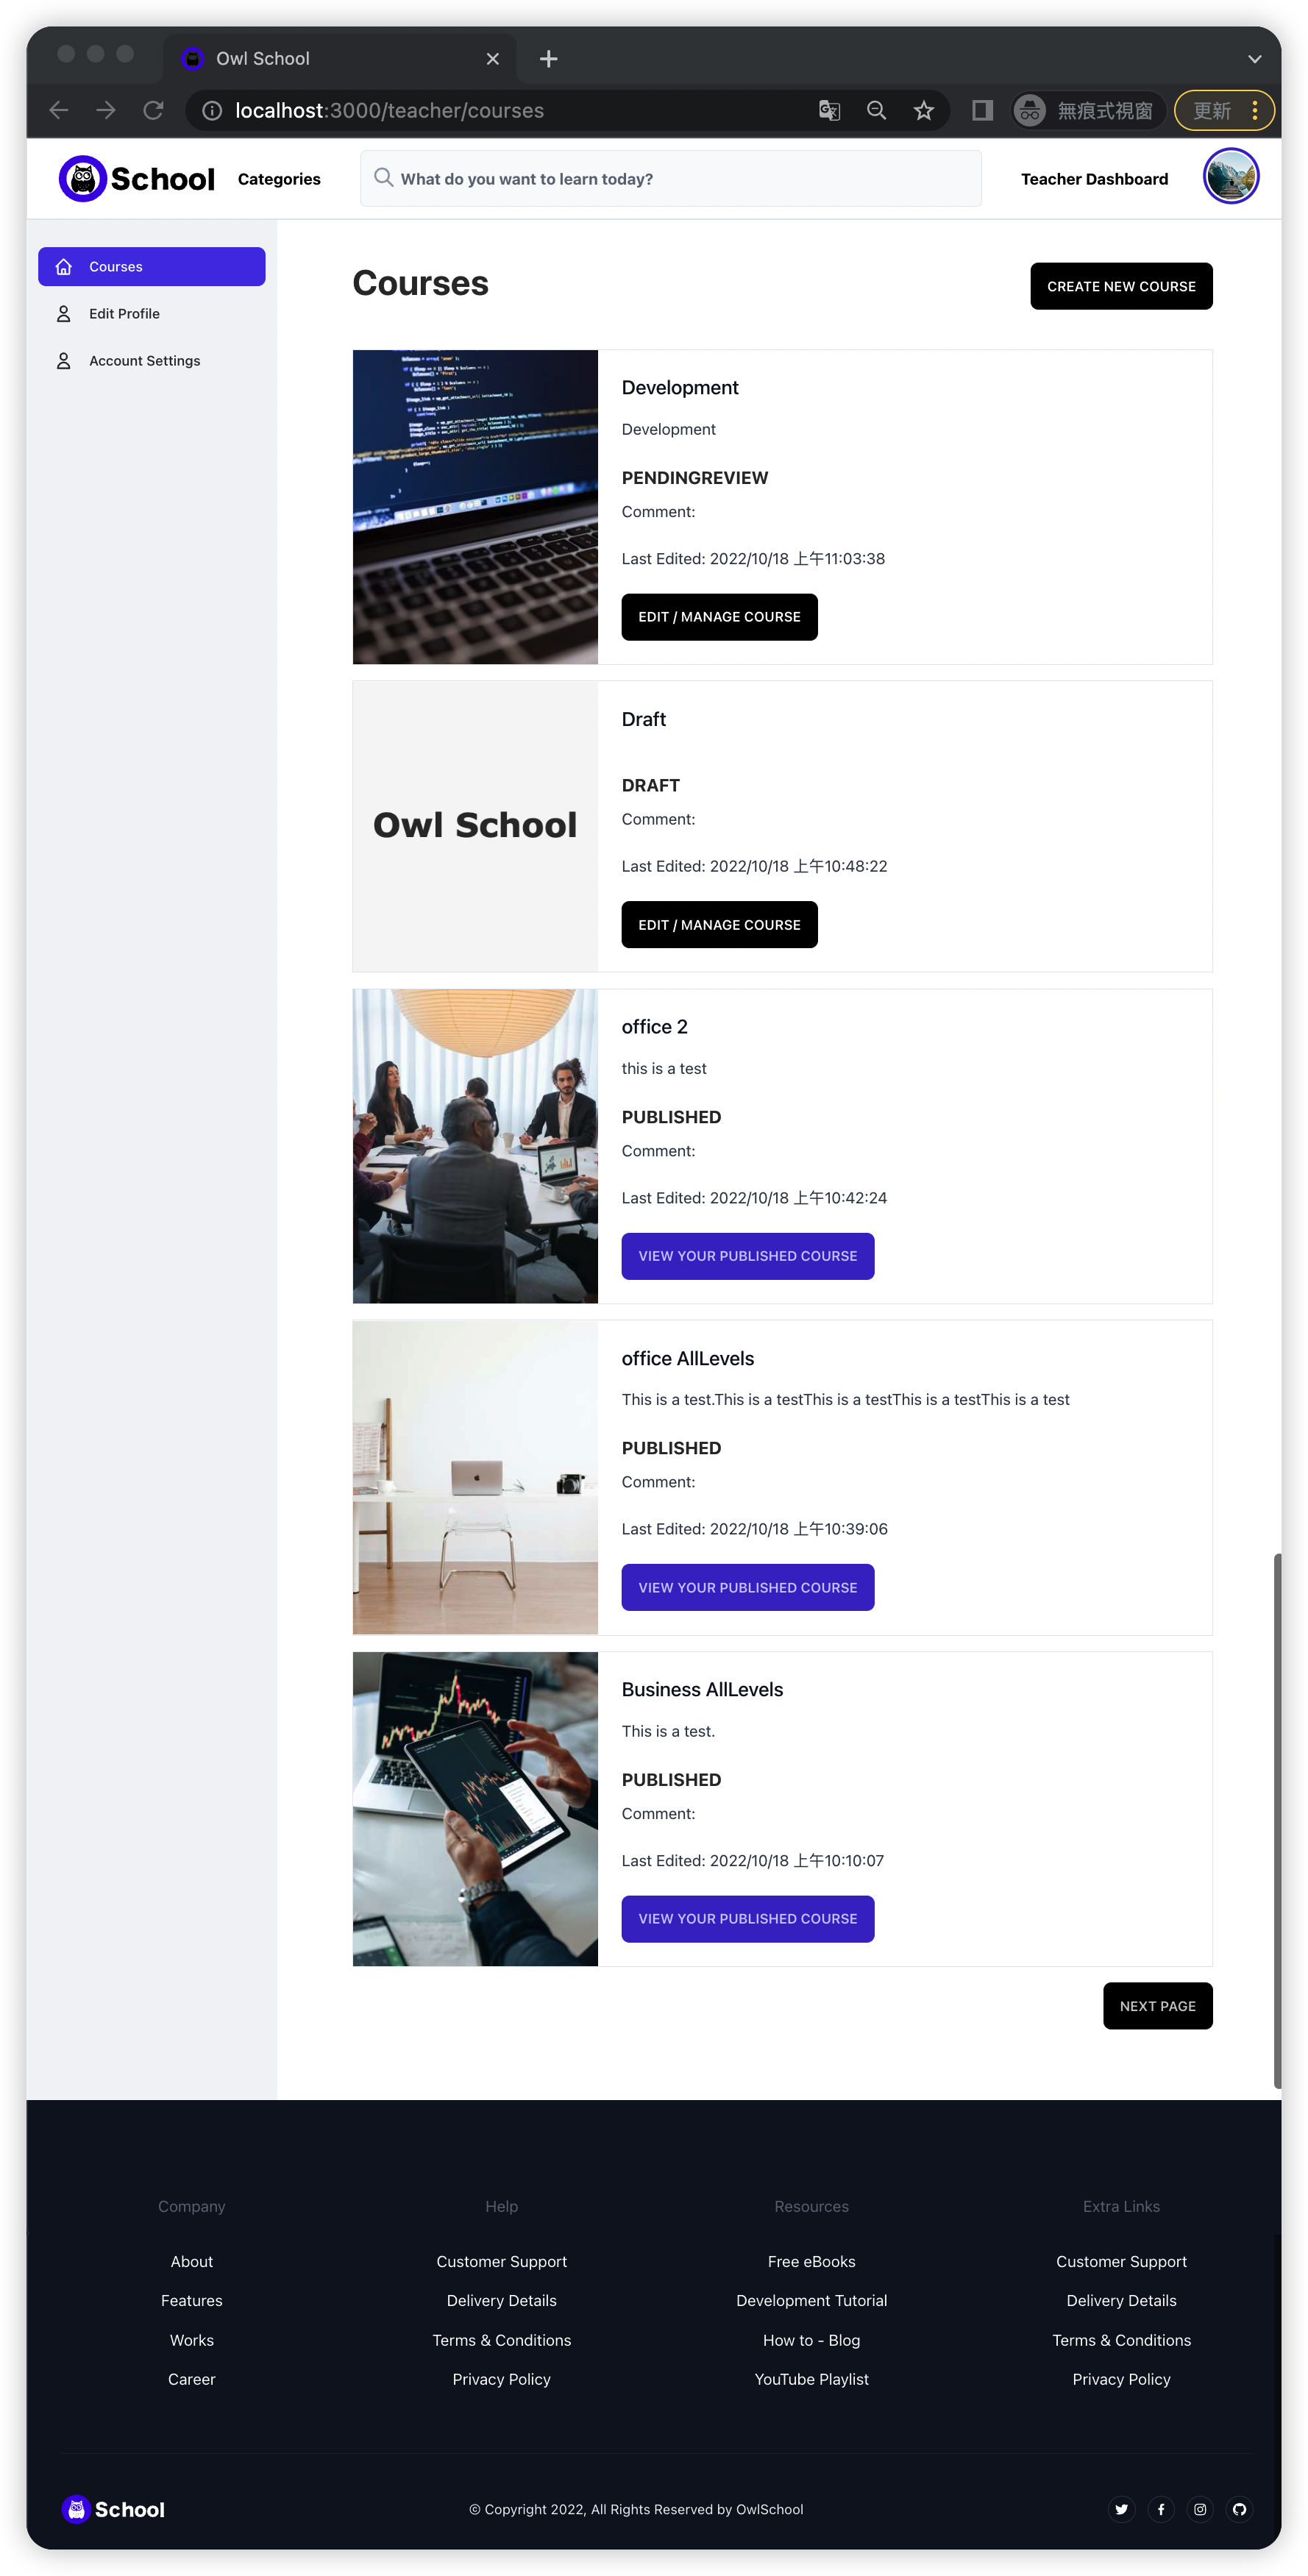 Owl School
localhost:3000/teacher/courses
無痕式視窗
更新
School
Categories
What do you want to learn today?
Teacher Dashboard
Courses
Edit Profile
Account Settings
Courses
CREATE NEW COURSE
Development
Development
PENDINGREVIEW
Comment:
Last Edited: 2022/10/18 上午11:03:38
EDIT / MANAGE COURSE
Owl School
Draft
DRAFT
Comment:
Last Edited: 2022/10/18 上午10:48:22
EDIT / MANAGE COURSE
office 2
this is a test
PUBLISHED
Comment:
Last Edited: 2022/10/18 上午10:42:24
VIEW YOUR PUBLISHED COURSE
office AllLevels
This is a test.This is a testThis is a testThis is a testThis is a test
PUBLISHED
Comment:
Last Edited: 2022/10/18 上午10:39:06
VIEW YOUR PUBLISHED COURSE
Business AllLevels
This is a test.
PUBLISHED
Comment:
Last Edited: 2022/10/18 上午10:10:07
VIEW YOUR PUBLISHED COURSE
NEXT PAGE
Company
About
Features
Works
Career
Help
Customer Support
Delivery Details
Terms & Conditions
Privacy Policy
Resources
Free eBooks
Development Tutorial
How to - Blog
YouTube Playlist
Extra Links
Customer Support
Delivery Details
Terms & Conditions
Privacy Policy
School
© Copyright 2022, All Rights Reserved by OwlSchool